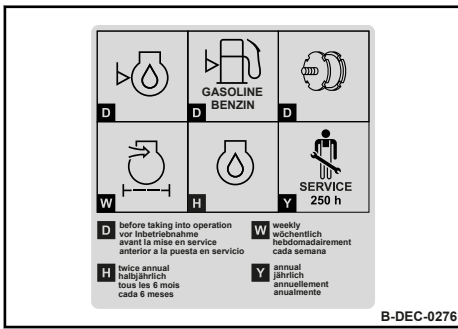 GASOLINE
BENZIN
D
D
D
SERVICE
250 h
W
H
Y
D
before taking into operation
vor Inbetriebnahme
avant la mise en service
anterior a la puesta en servicio
W
weekly
wöchentlich
hebdomadairement
cada semana
H
twice annual
halbjährlich
tous les 6 mois
cada 6 meses
Y
annual
jährlich
annuellement
anualmente
B-DEC-0276